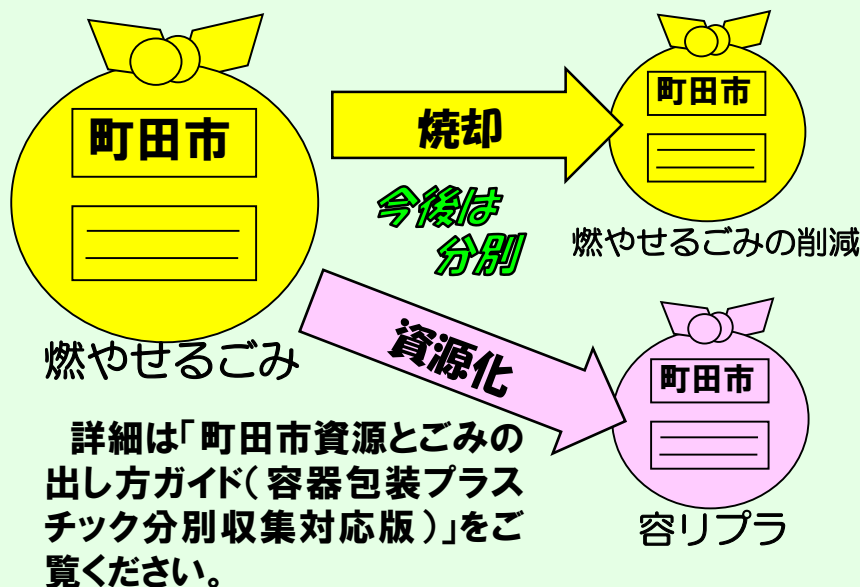 町田市
焼却
町田市
今後は
分別
燃やせるごみの削減
燃やせるごみ
資源化
町田市
容リプラ
詳細は「町田市資源とごみの
出し方ガイド(容器包装プラス
チック分別収集対応版)」をご
覧ください。